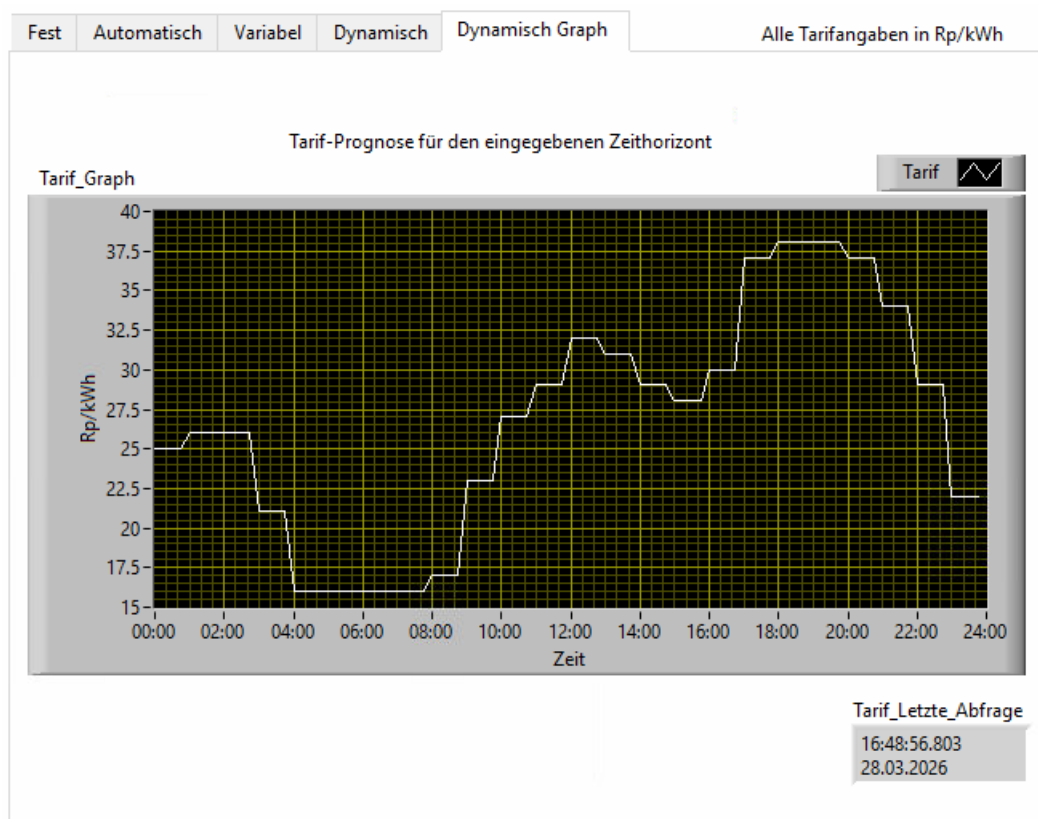 Fest Automatisch Variabel Dynamisch Dynamisch Graph Alle Tarifangaben in Rp/kWh
Tarif-Prognose für den eingegebenen Zeithorizont
Tarif_Graph
Tarif
40
37.5
35
32.5
30
27.5
25
22.5
20
17.5
15
Rp/kWh
00:00 02:00 04:00 06:00 08:00 10:00 12:00 14:00 16:00 18:00 20:00 22:00 24:00
Zeit
Tarif_Letzte_Abfrage
16:48:56.803
28.03.2026